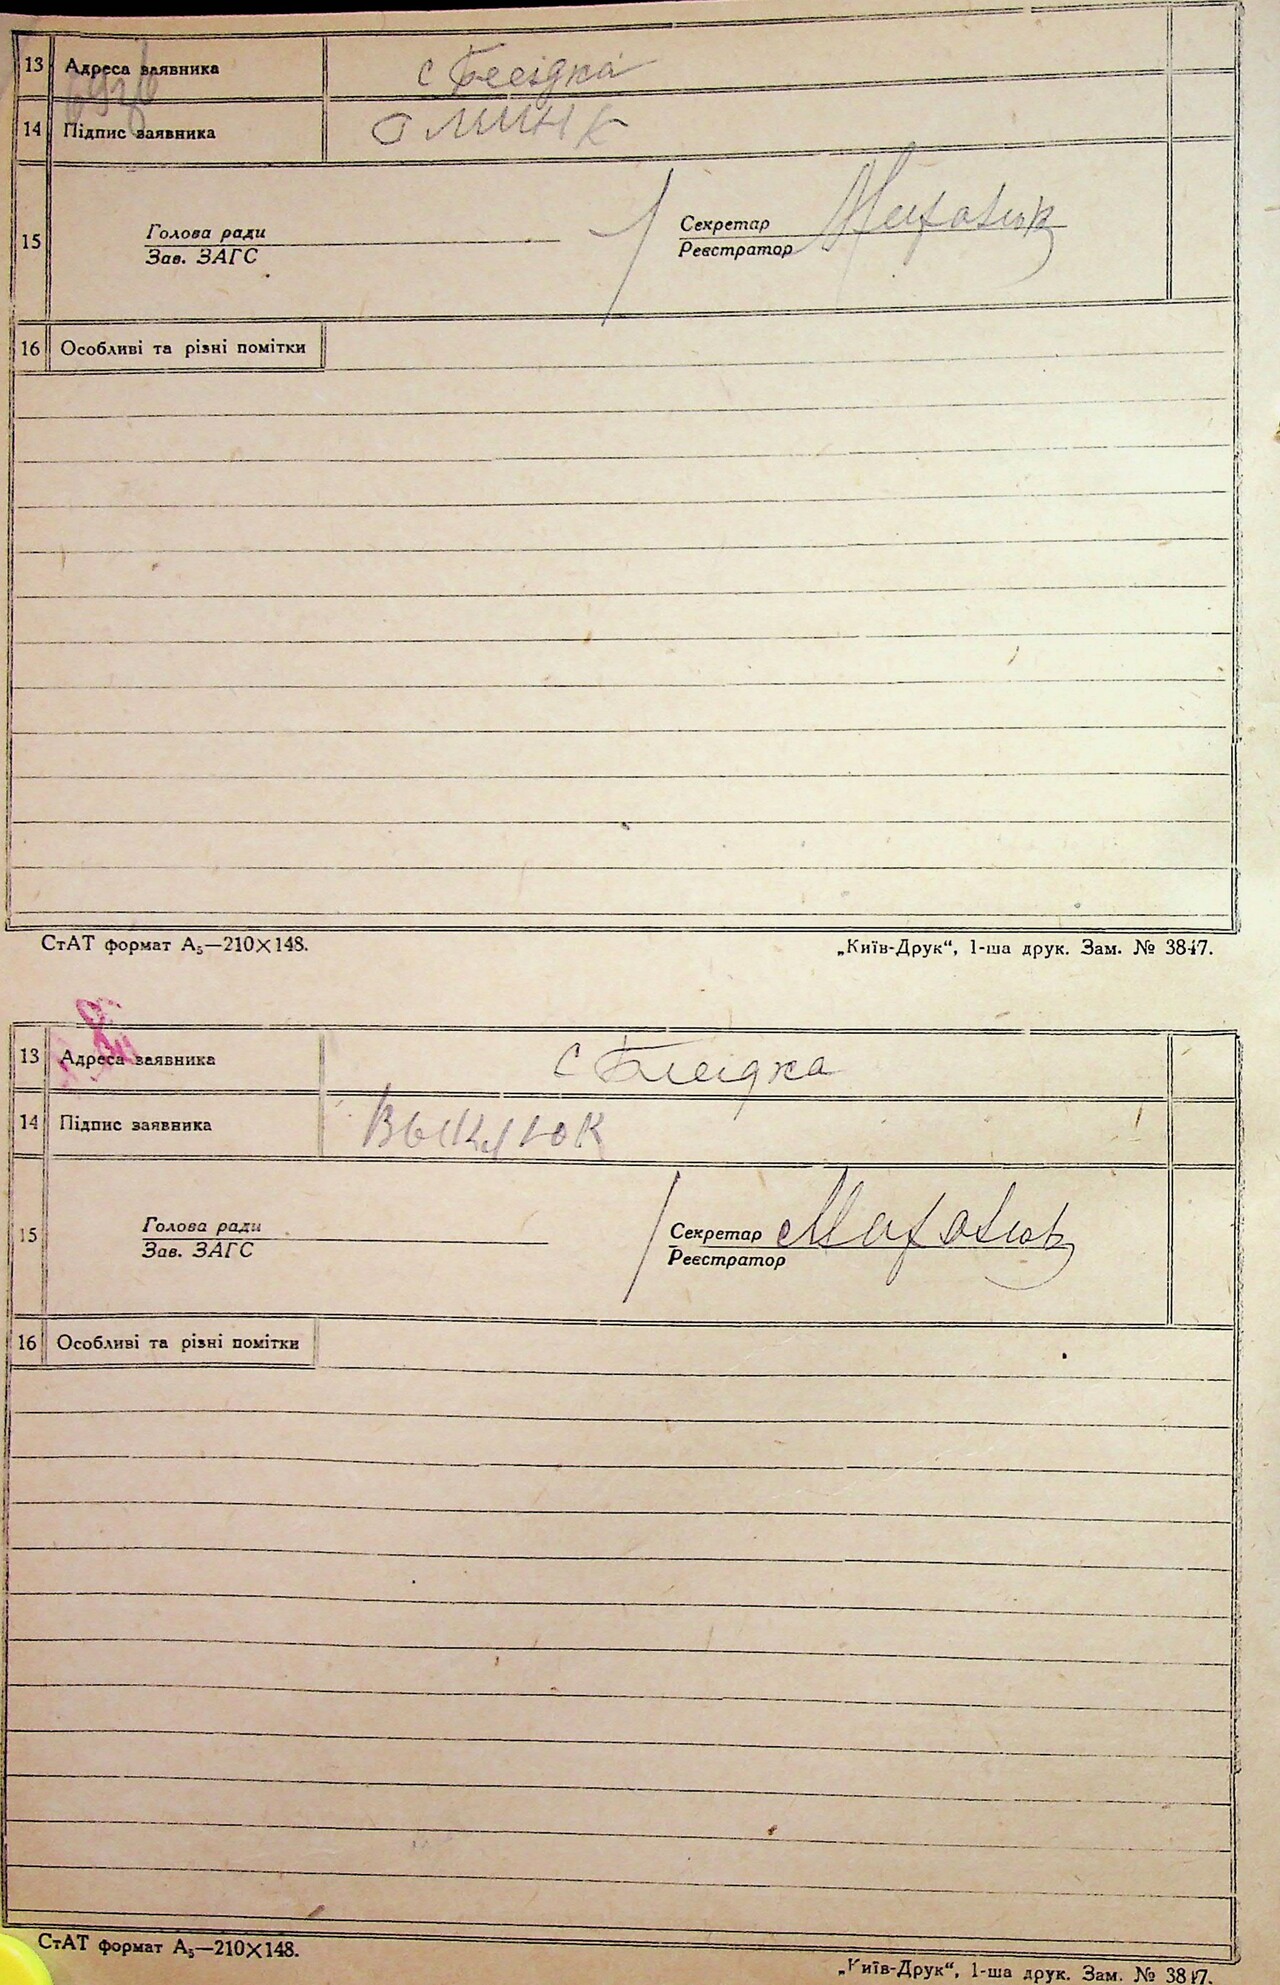 13 Адреса заявника с Бесідка
14 Підпис заявника
15 Голова ради Секретар
Зав. ЗАГС Реєстратор
16 Особливі та різні помітки
СтАТ формат А₅—210×148. „Київ-Друк“, 1-ша друк. Зам. № 3847.
13 Адреса заявника с
14 Підпис заявника Выклюк
15 Голова ради Секретар
Зав. ЗАГС Реєстратор
16 Особливі та різні помітки
СтАТ формат А₅—210×148.
„Київ-Друк“, 1-ша друк. Зам. № 3847.